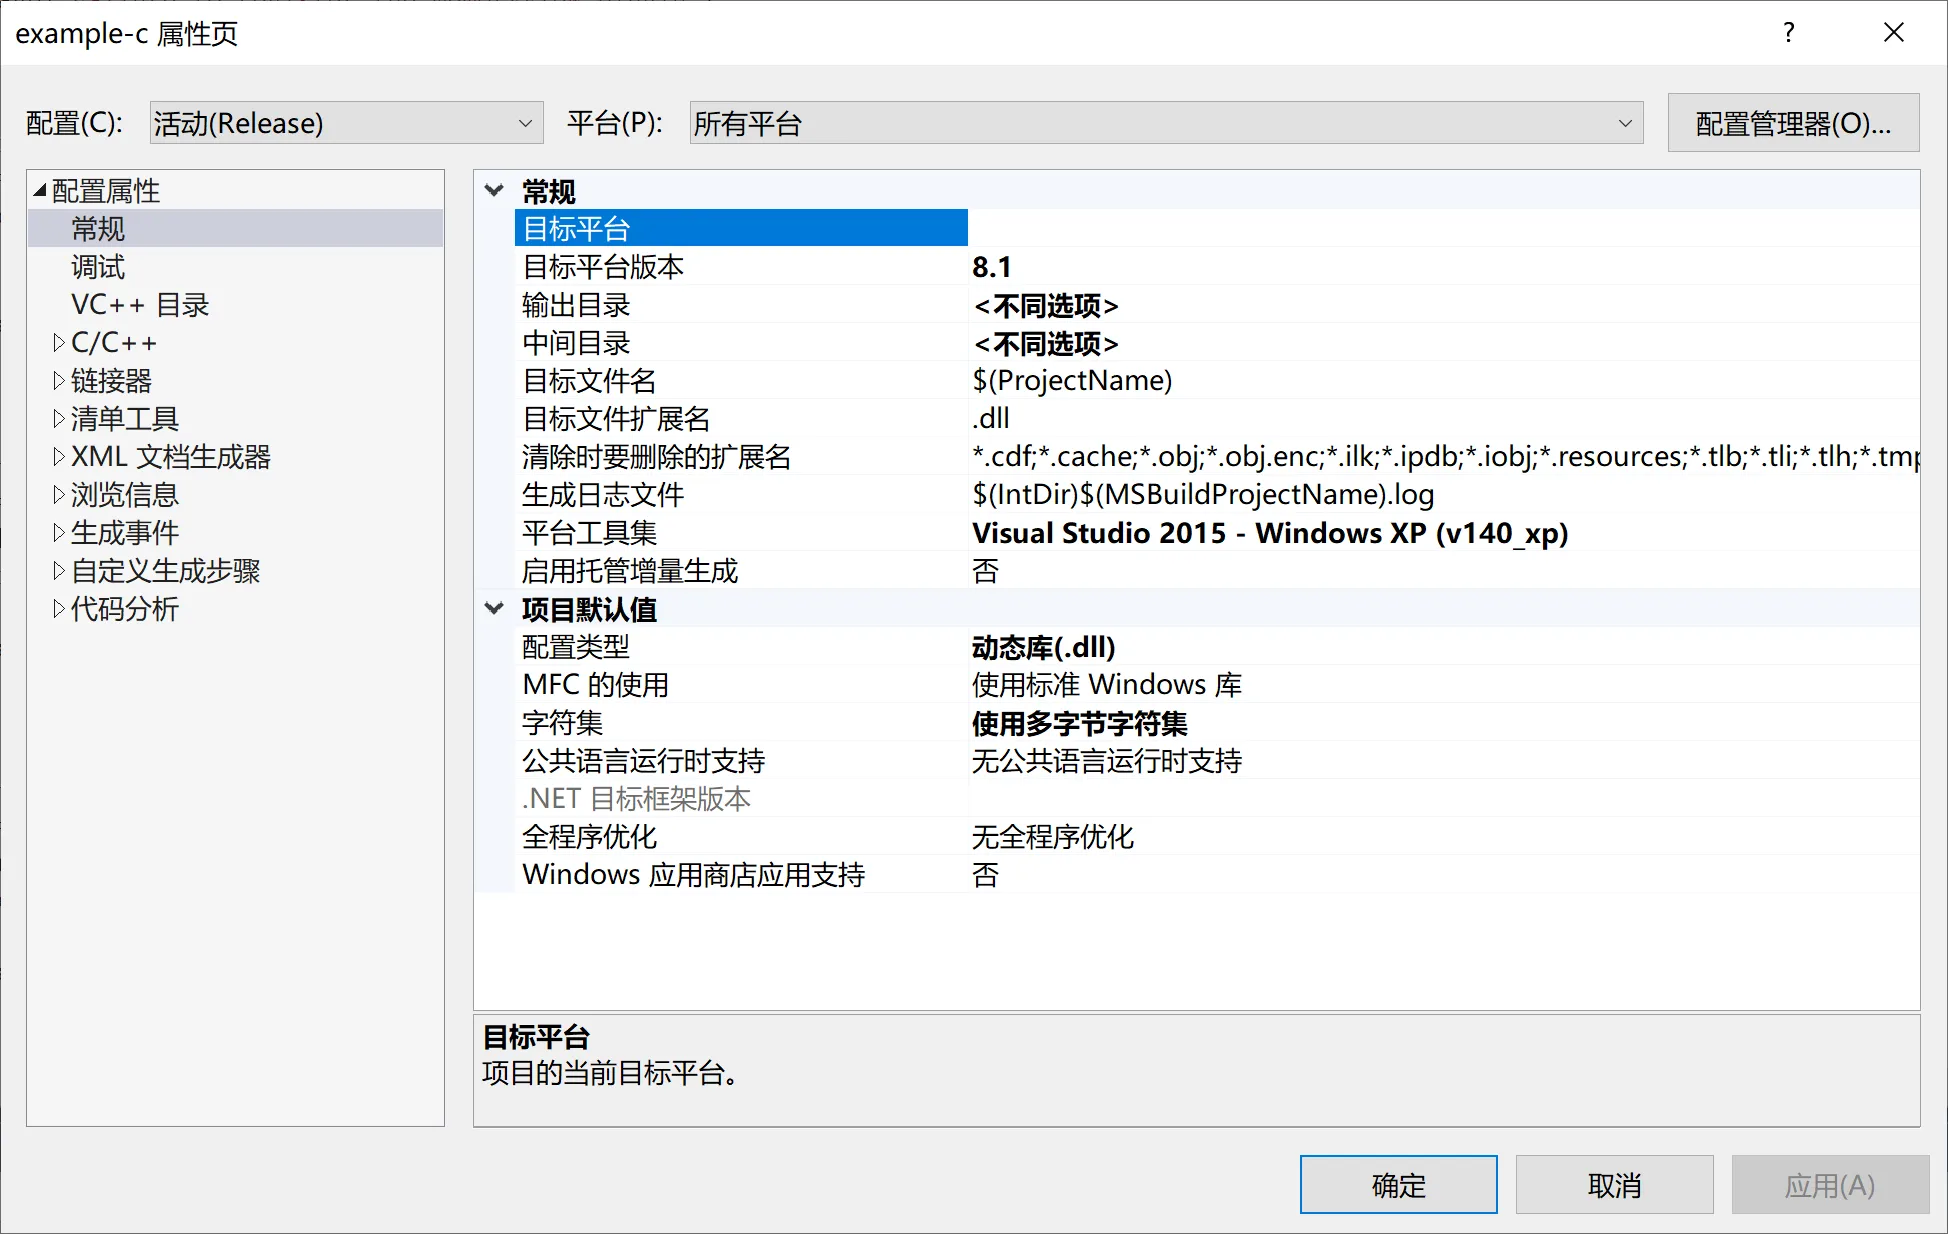 example-c 属性页
?
配置(C):
活动(Release)
平台(P):
所有平台
配置管理器(O)...
配置属性
常规
调试
VC++ 目录
C/C++
链接器
清单工具
XML 文档生成器
浏览信息
生成事件
自定义生成步骤
代码分析
常规
目标平台
目标平台版本 8.1
输出目录 <不同选项>
中间目录 <不同选项>
目标文件名 $(ProjectName)
目标文件扩展名 .dll
清除时要删除的扩展名 *.cdf;*.cache;*.obj;*.obj.enc;*.ilk;*.ipdb;*.iobj;*.resources;*.tlb;*.tli;*.tlh;*.tmp
生成日志文件 $(IntDir)$(MSBuildProjectName).log
平台工具集 Visual Studio 2015 - Windows XP (v140_xp)
启用托管增量生成 否
项目默认值
配置类型 动态库(.dll)
MFC 的使用 使用标准 Windows 库
字符集 使用多字节字符集
公共语言运行时支持 无公共语言运行时支持
.NET 目标框架版本
全程序优化 无全程序优化
Windows 应用商店应用支持 否
目标平台
项目的当前目标平台。
确定
取消
应用(A)